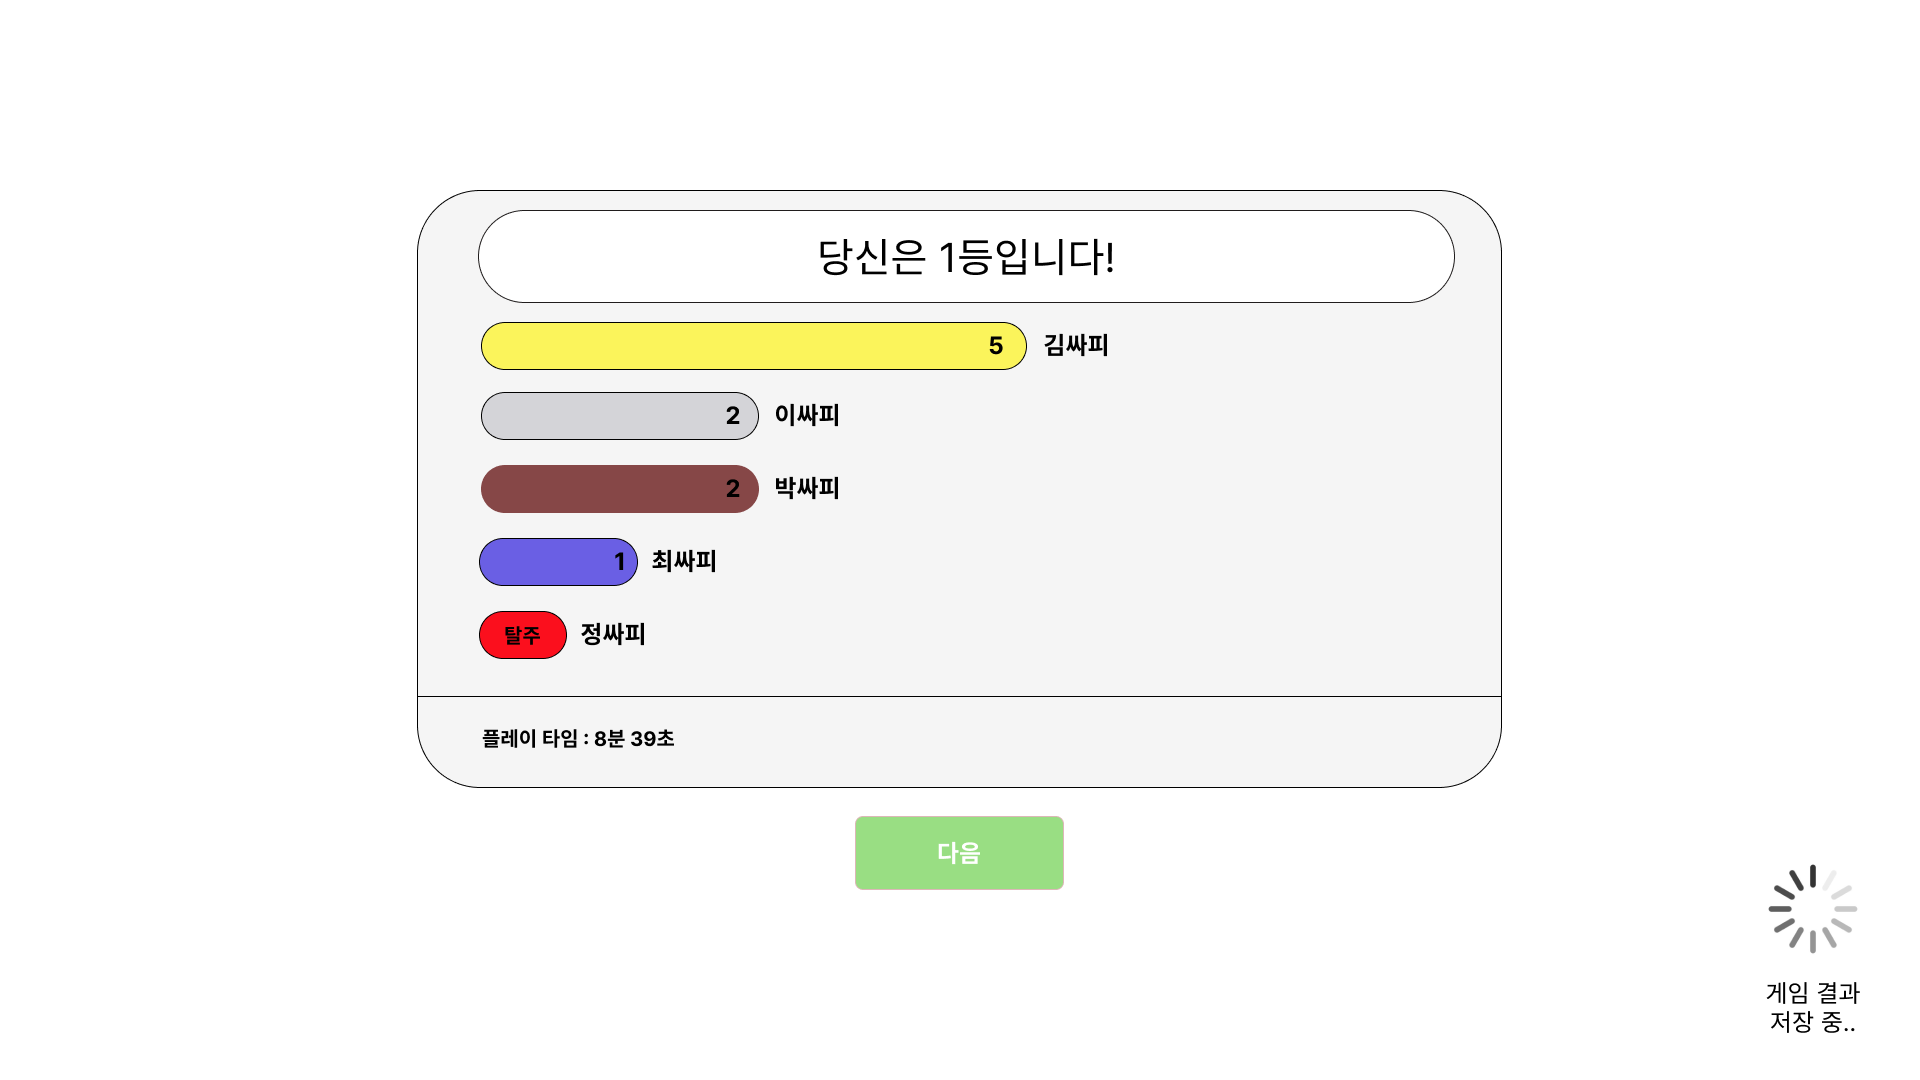 당신은 1등입니다!
5 김싸피
2 이싸피
2 박싸피
1 최싸피
탈주 정싸피
플레이 타임 : 8분 39초
다음
게임 결과
저장 중..